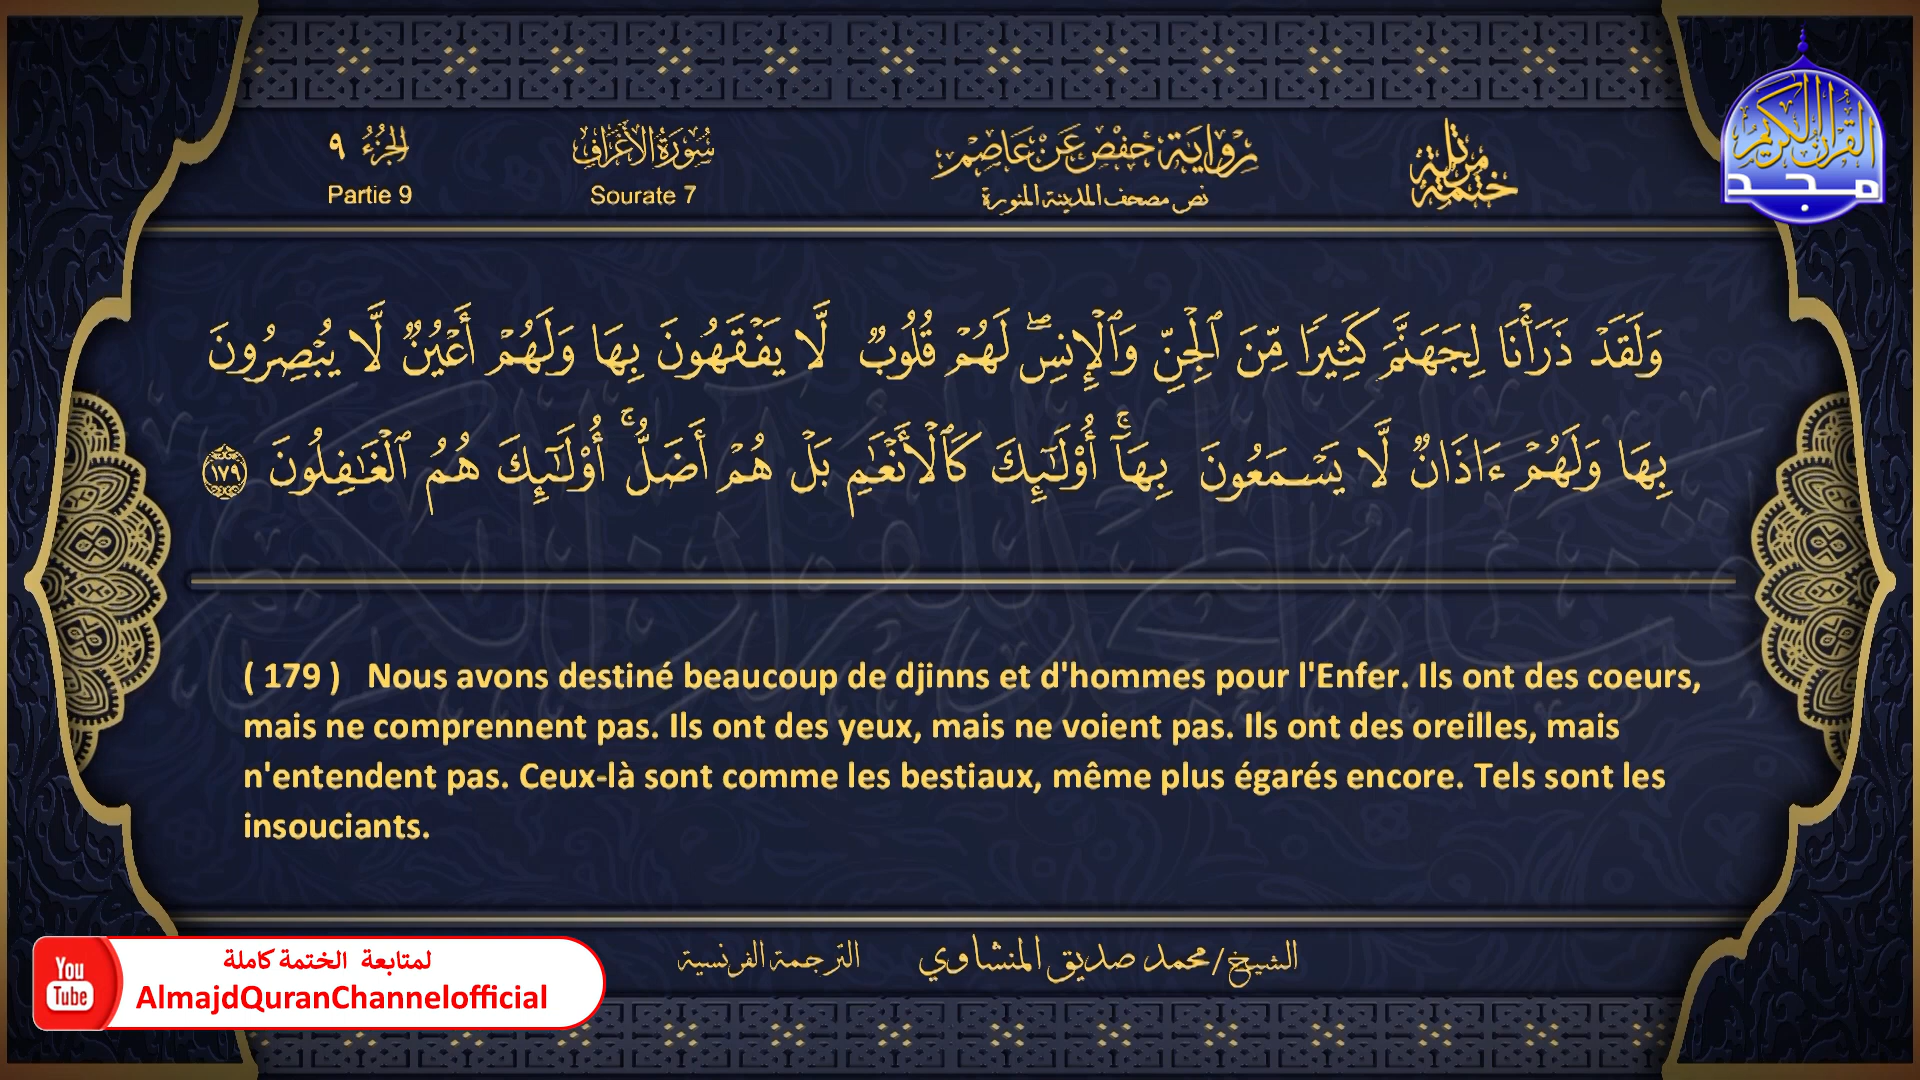 الجزء ٩
Partie 9
سورة الأعراف
Sourate 7
رواية حفص عن عاصم
نص مصحف المدينة المنورة
ختمة مرتلة
القرآن الكريم
مجد
وَلَقَدْ ذَرَأْنَا لِجَهَنَّمَ كَثِيرًا مِّنَ ٱلْجِنِّ وَٱلْإِنسِۖ لَهُمْ قُلُوبٌ لَّا يَفْقَهُونَ بِهَا وَلَهُمْ أَعْيُنٌ لَّا يُبْصِرُونَ
بِهَا وَلَهُمْ ءَاذَانٌ لَّا يَسْمَعُونَ بِهَآۚ أُوْلَٰٓئِكَ كَٱلْأَنْعَٰمِ بَلْ هُمْ أَضَلُّۚ أُوْلَٰٓئِكَ هُمُ ٱلْغَٰفِلُونَ ١٧٩
( 179 ) Nous avons destiné beaucoup de djinns et d'hommes pour l'Enfer. Ils ont des coeurs,
mais ne comprennent pas. Ils ont des yeux, mais ne voient pas. Ils ont des oreilles, mais
n'entendent pas. Ceux-là sont comme les bestiaux, même plus égarés encore. Tels sont les
insouciants.
الشيخ/محمد صديق المنشاوي
الترجمة الفرنسية
You
Tube
لمتابعة الختمة كاملة
AlmajdQuranChannelofficial